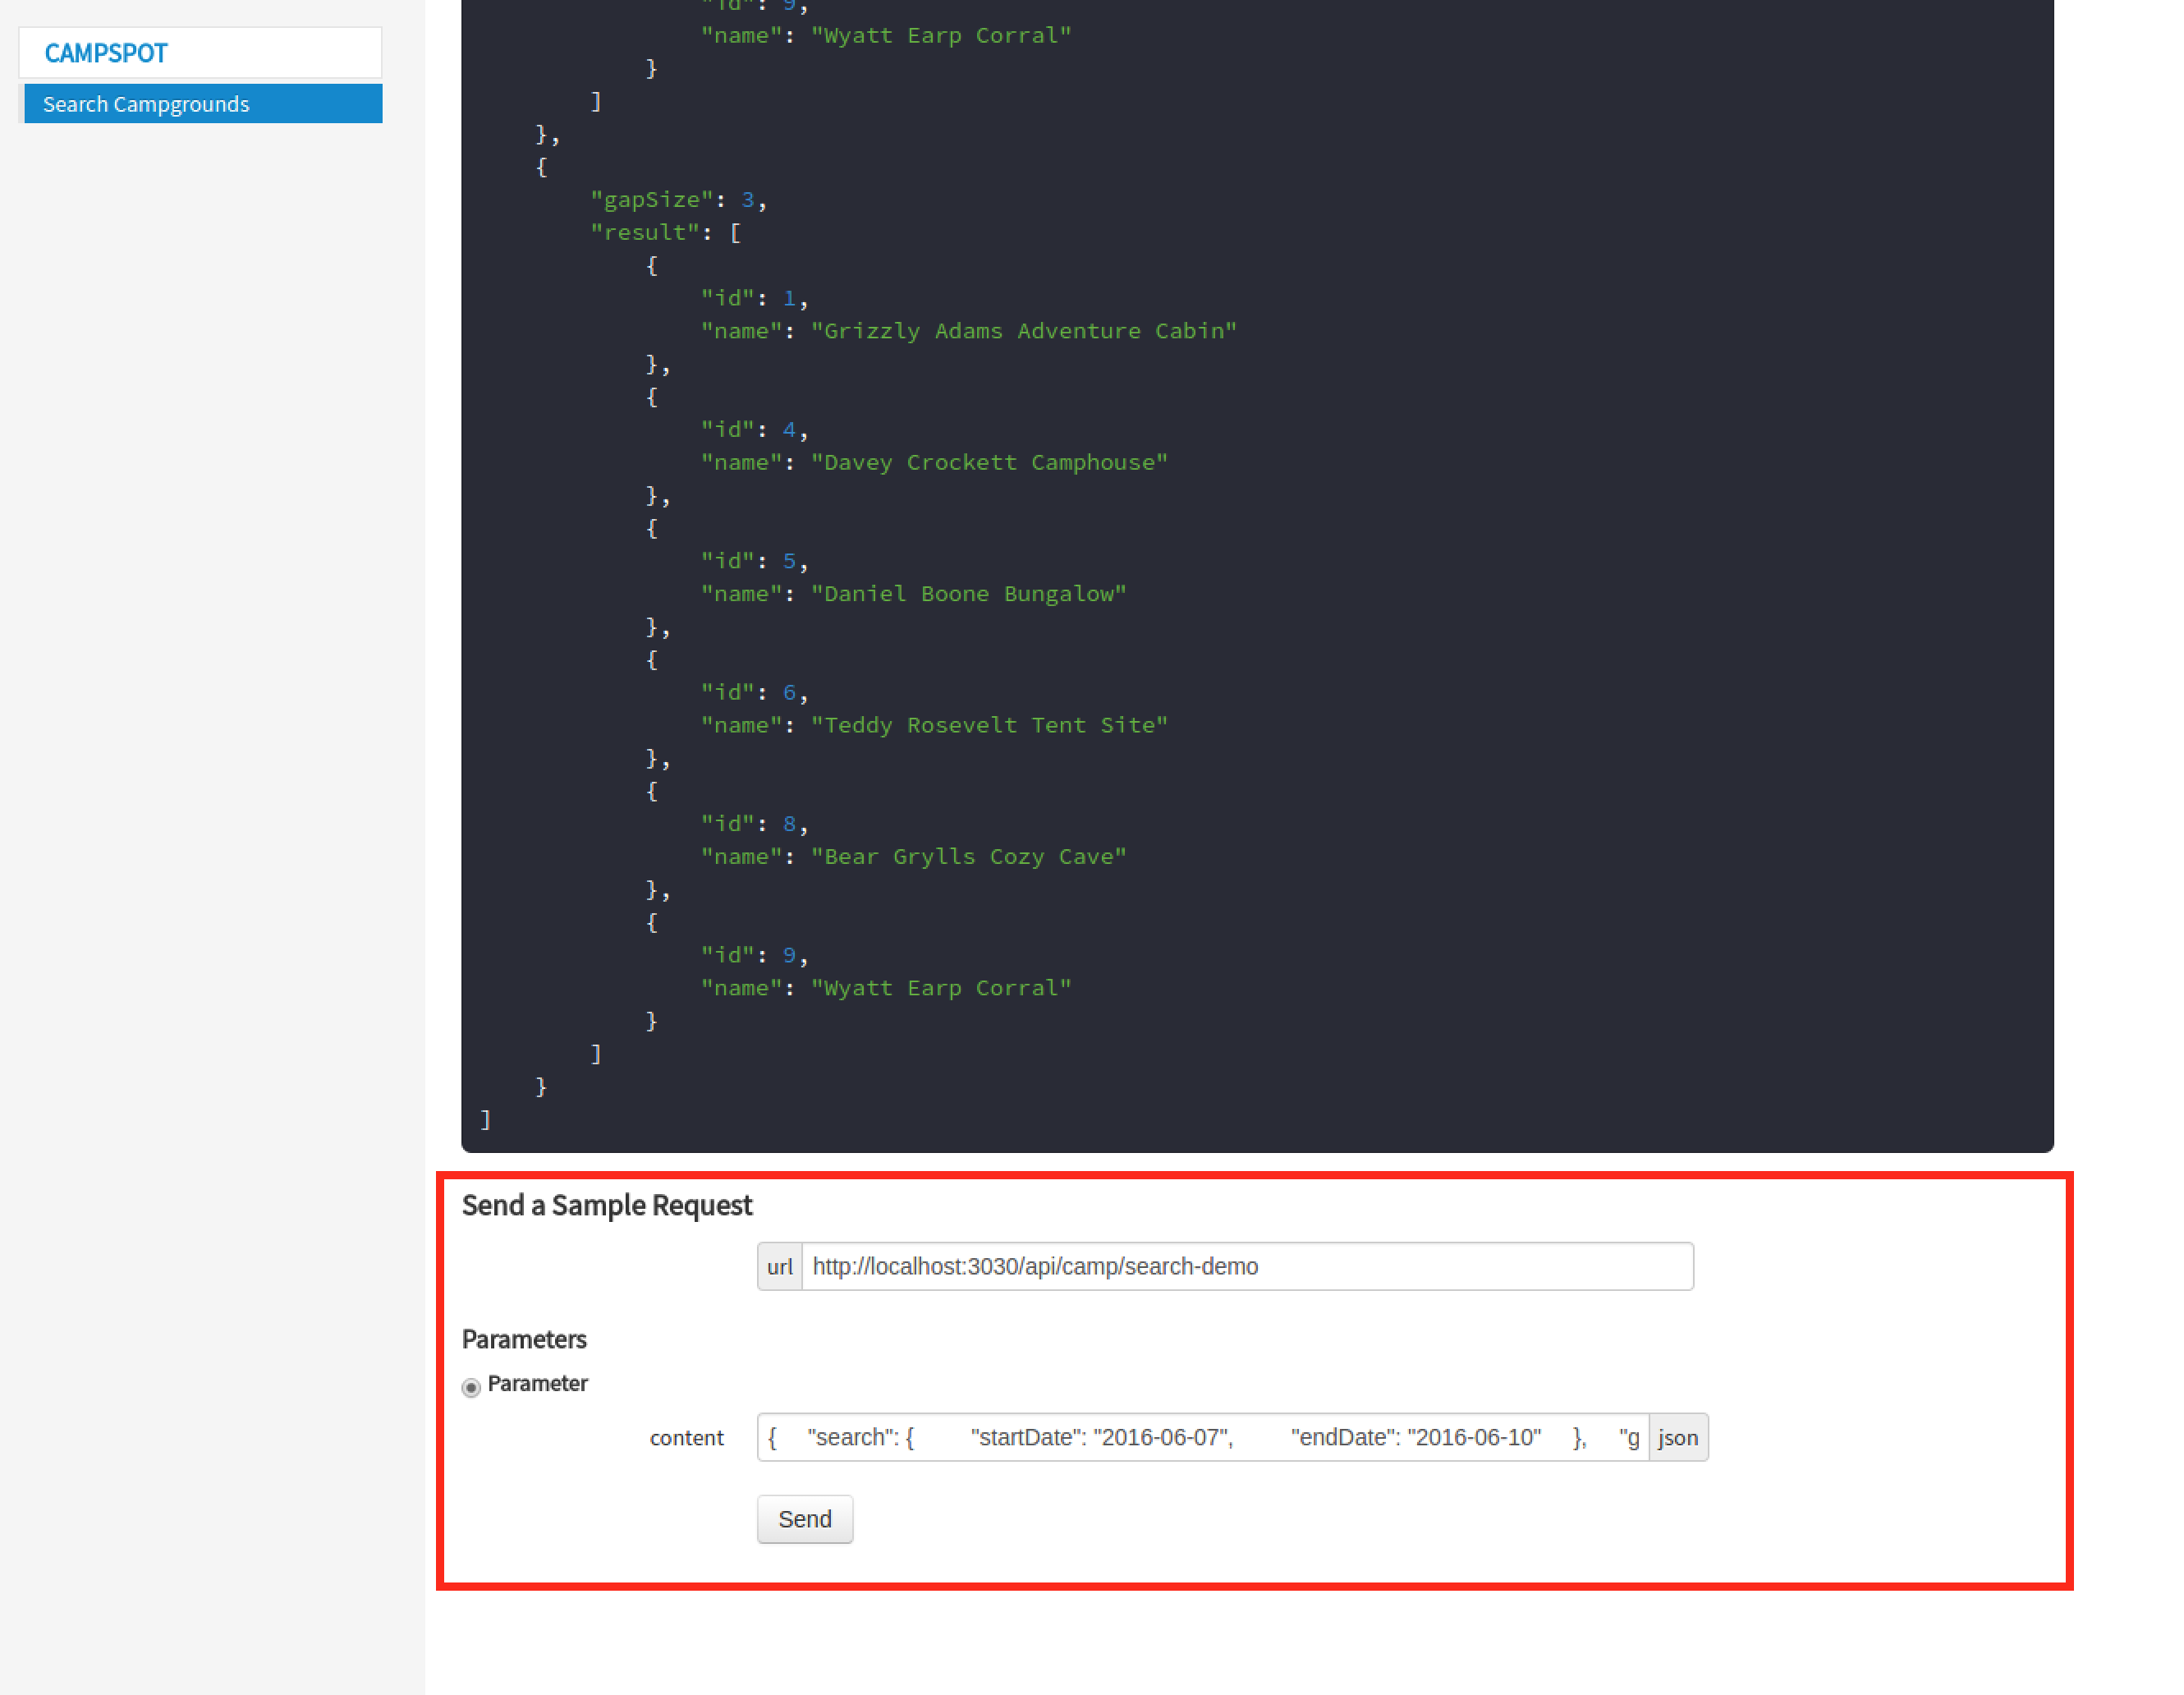 CAMPSPOT
Search Campgrounds
"id": 9,
"name": "Wyatt Earp Corral"
}
]
},
{
"gapSize": 3,
"result": [
{
"id": 1,
"name": "Grizzly Adams Adventure Cabin"
},
{
"id": 4,
"name": "Davey Crockett Camphouse"
},
{
"id": 5,
"name": "Daniel Boone Bungalow"
},
{
"id": 6,
"name": "Teddy Rosevelt Tent Site"
},
{
"id": 8,
"name": "Bear Grylls Cozy Cave"
},
{
"id": 9,
"name": "Wyatt Earp Corral"
}
]
}
]
Send a Sample Request
url http://localhost:3030/api/camp/search-demo
Parameters
Parameter
content { "search": { "startDate": "2016-06-07", "endDate": "2016-06-10" }, "g json
Send